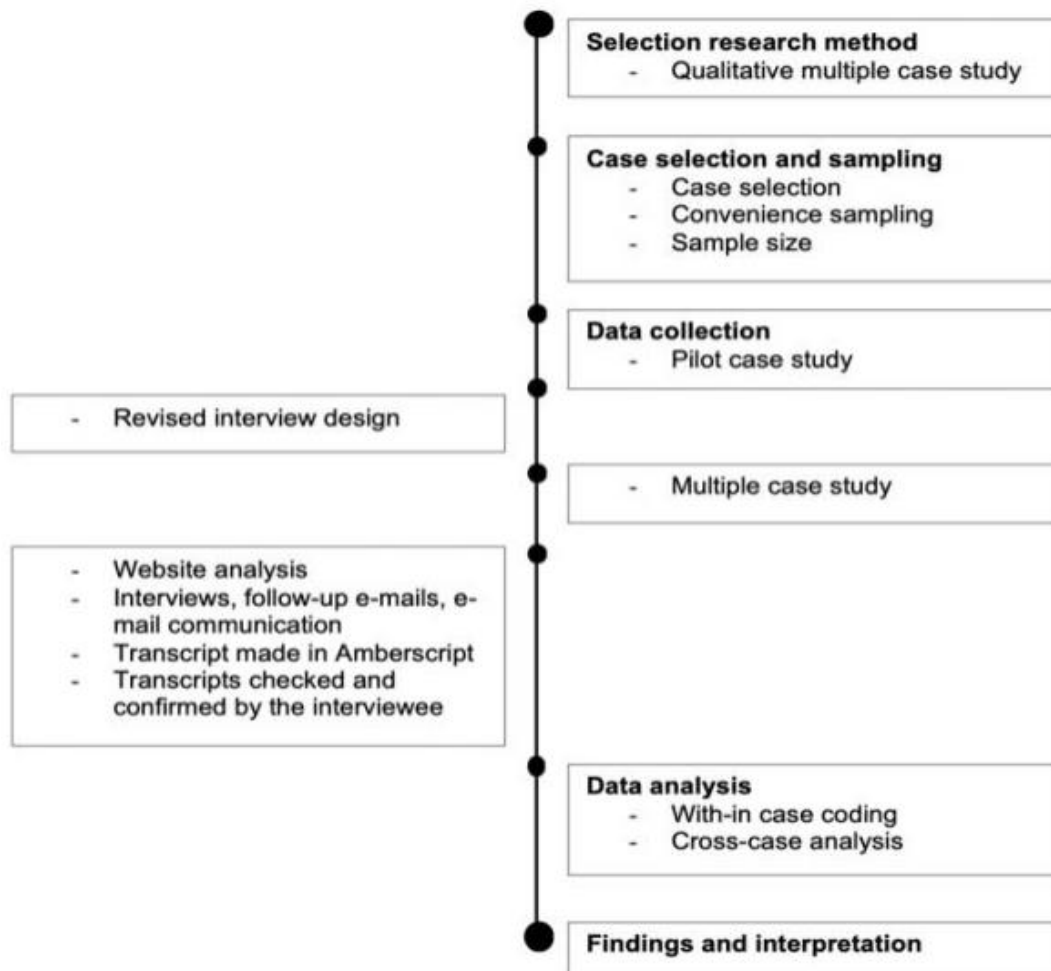 Selection research method
- Qualitative multiple case study
Case selection and sampling
- Case selection
- Convenience sampling
- Sample size
Data collection
- Pilot case study
- Revised interview design
- Multiple case study
- Website analysis
- Interviews, follow-up e-mails, e-
mail communication
- Transcript made in Amberscript
- Transcripts checked and
confirmed by the interviewee
Data analysis
- With-in case coding
- Cross-case analysis
Findings and interpretation